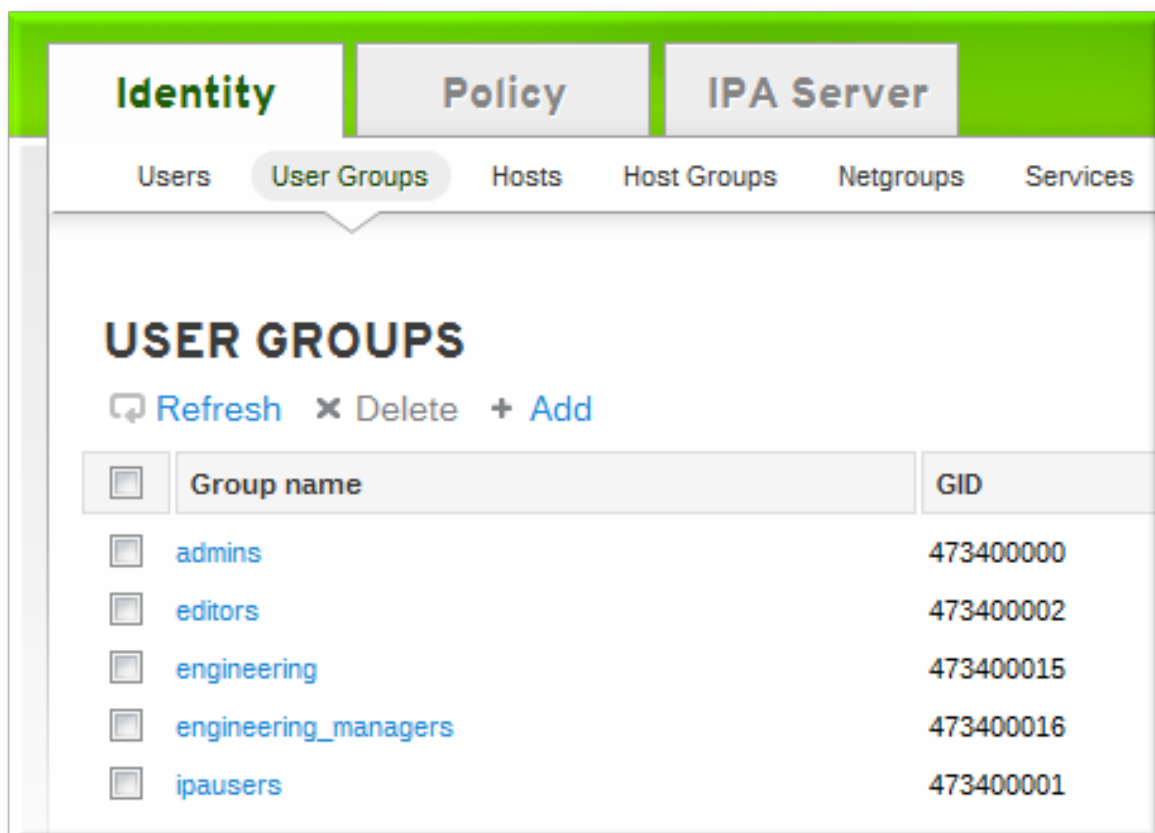 Identity Policy IPA Server
Users User Groups Hosts Host Groups Netgroups Services
USER GROUPS
Refresh Delete + Add
Group name GID
admins 473400000
editors 473400002
engineering 473400015
engineering_managers 473400016
ipausers 473400001